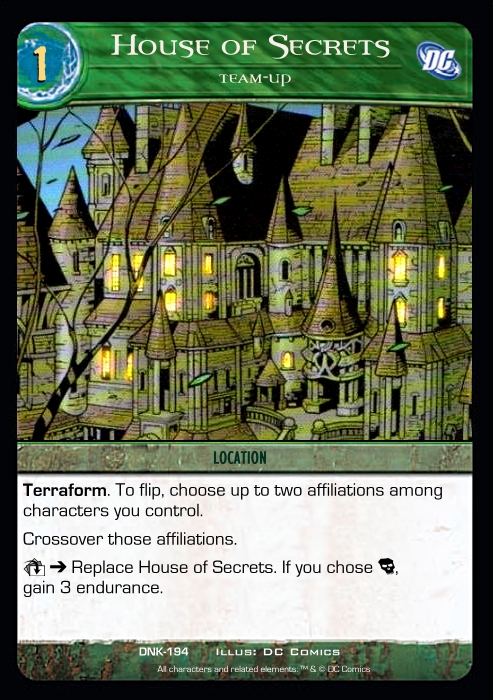 1
House of Secrets
DC
TEAM-UP
LOCATION
Terraform. To flip, choose up to two affiliations among
characters you control.
Crossover those affiliations.
➔ Replace House of Secrets. If you chose ,
gain 3 endurance.
DNK-194 Illus: DC Comics
All characters and related elements: ™ & © DC Comics